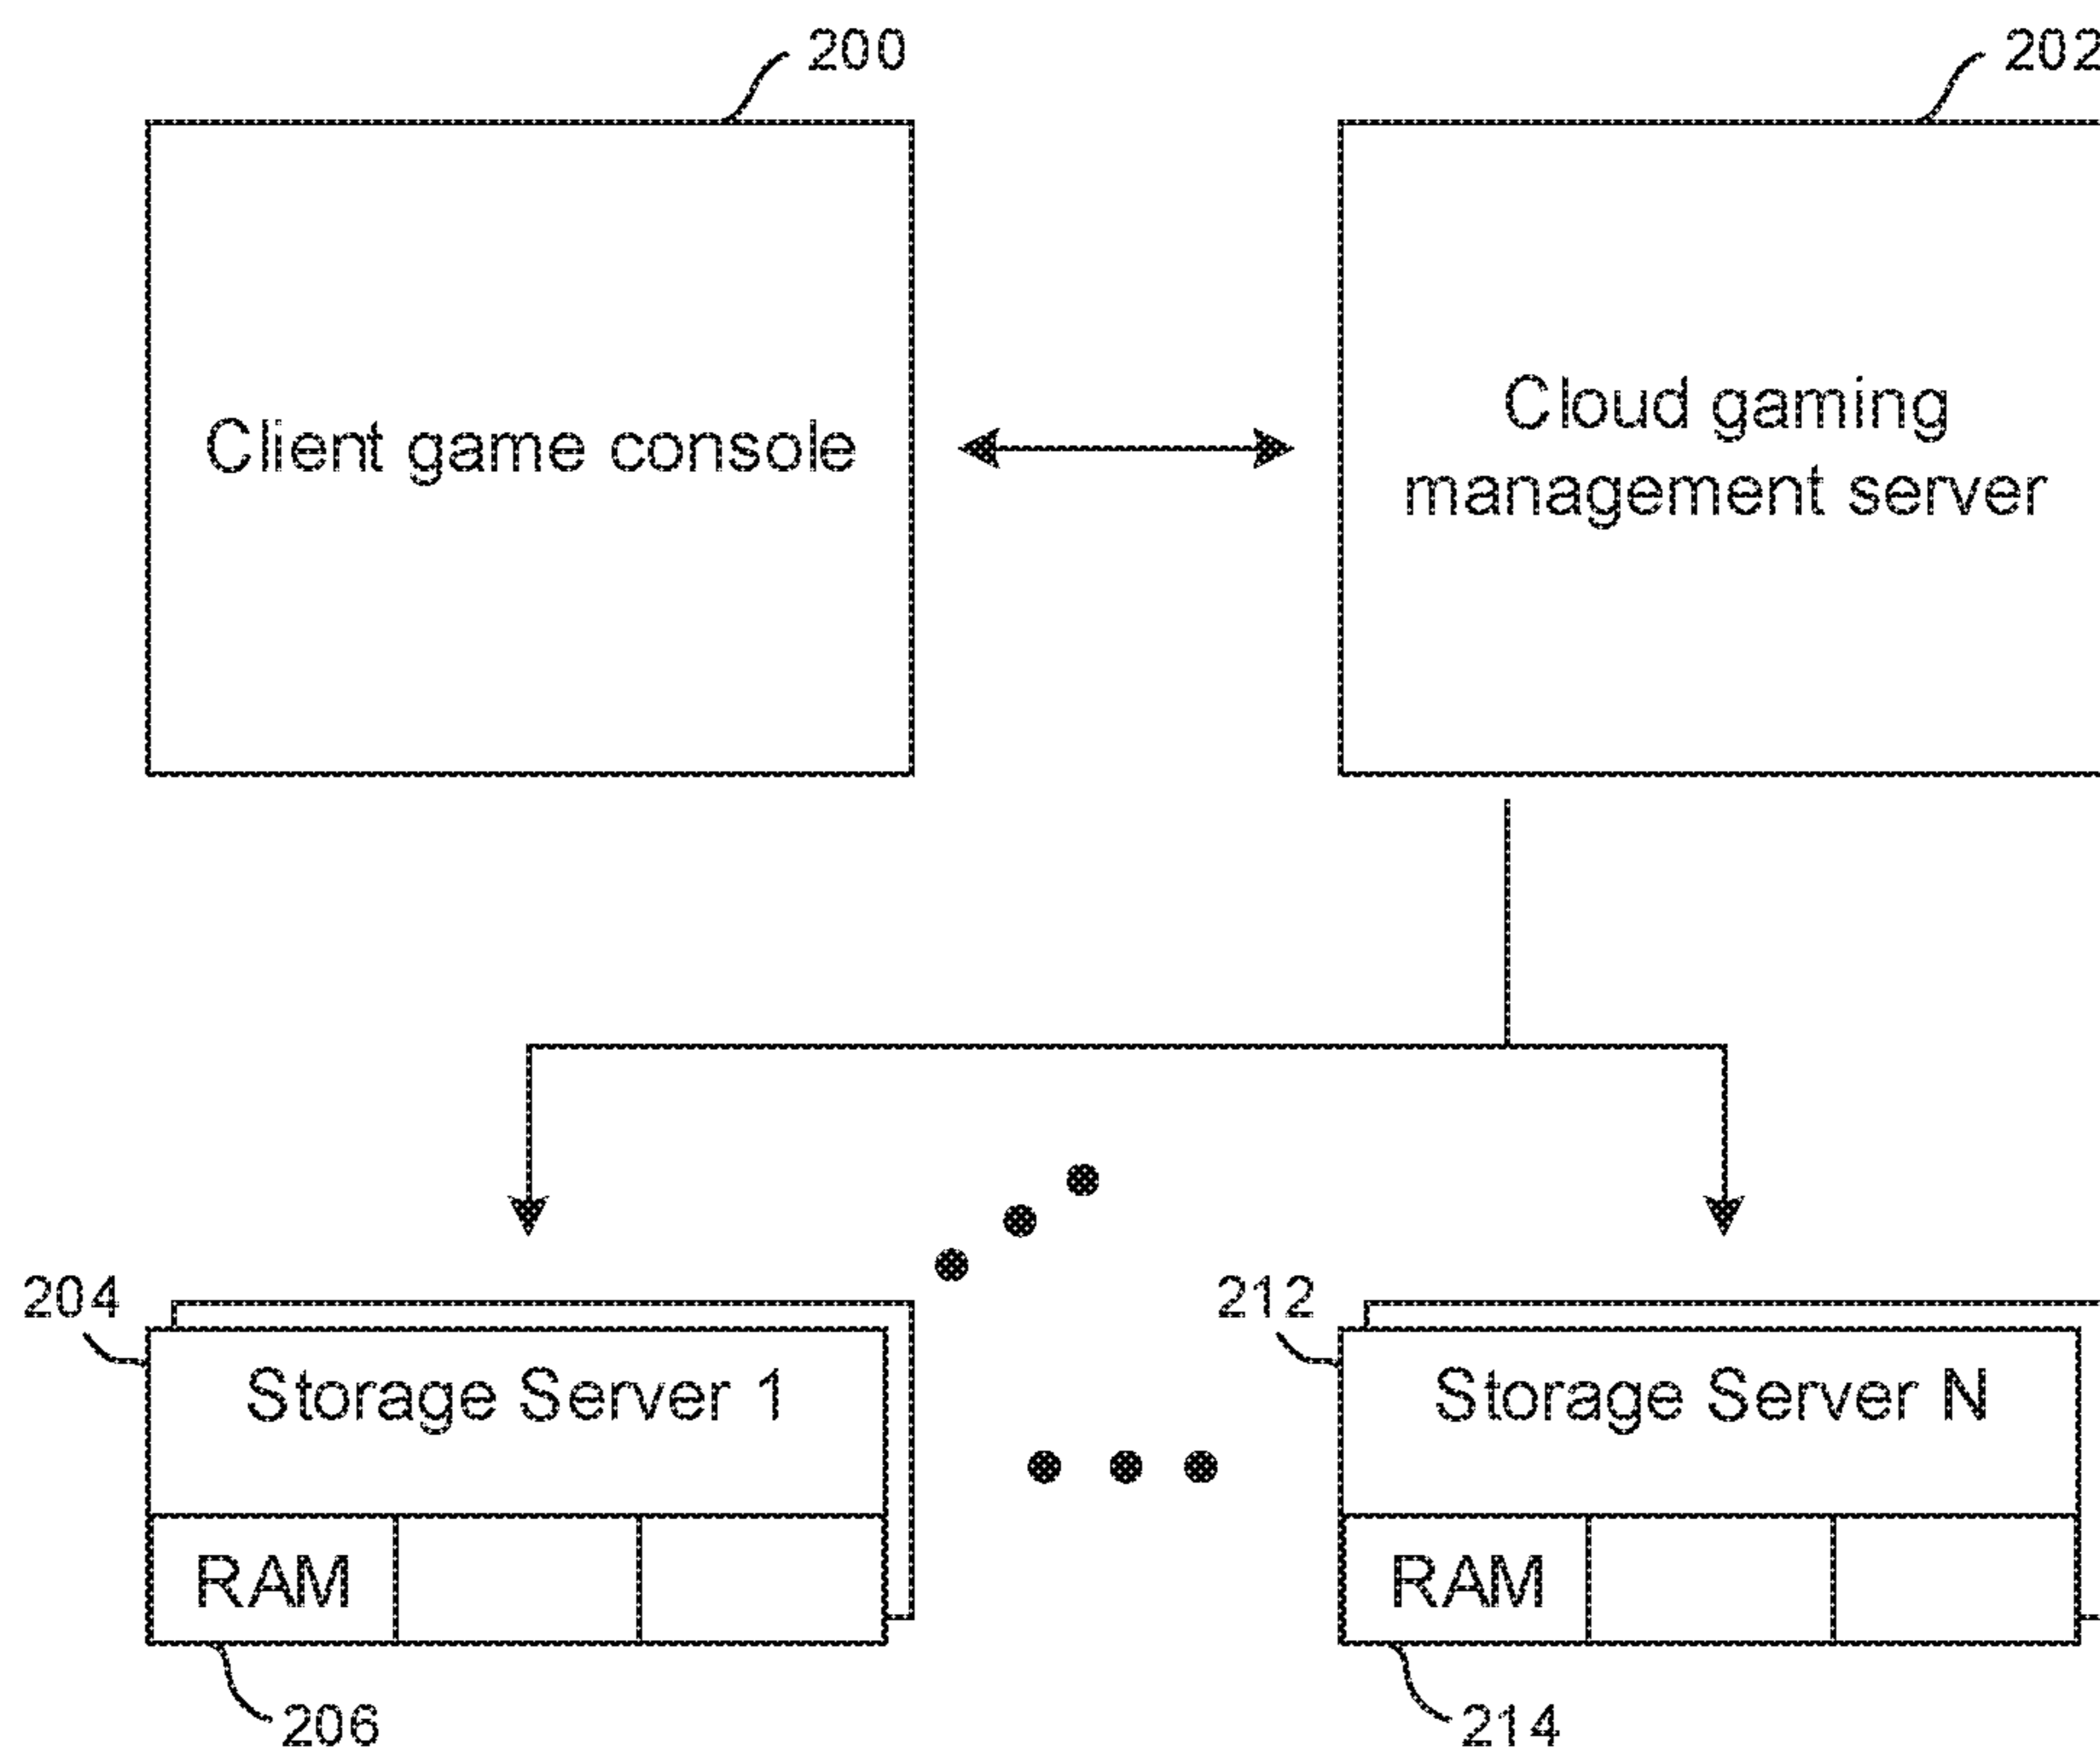 200
202
Client game console
Cloud gaming
management server
204
212
Storage Server 1
Storage Server N
RAM
RAM
206
214